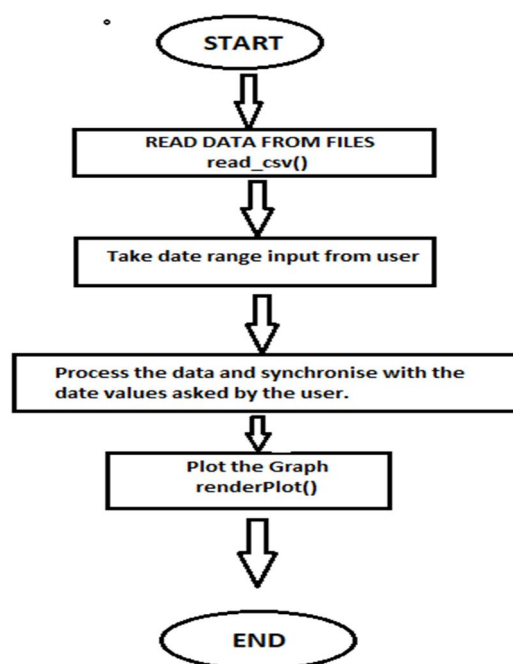 START
READ DATA FROM FILES
read_csv()
Take date range input from user
Process the data and synchronise with the
date values asked by the user.
Plot the Graph
renderPlot()
END